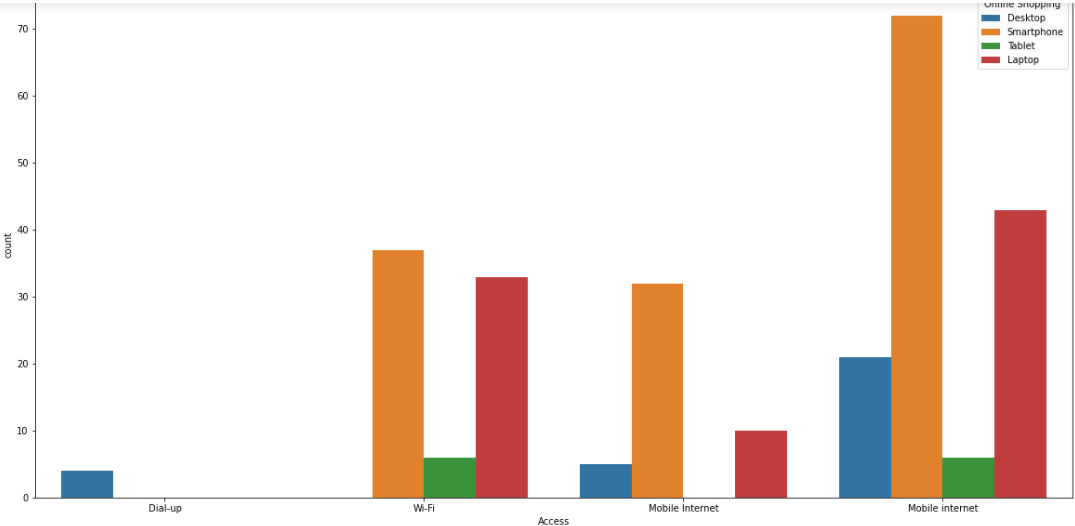 Online Shopping
Desktop
Smartphone
Tablet
Laptop
70
60
50
40
30
20
10
0
count
Dial-up
Wi-Fi
Mobile Internet
Mobile internet
Access